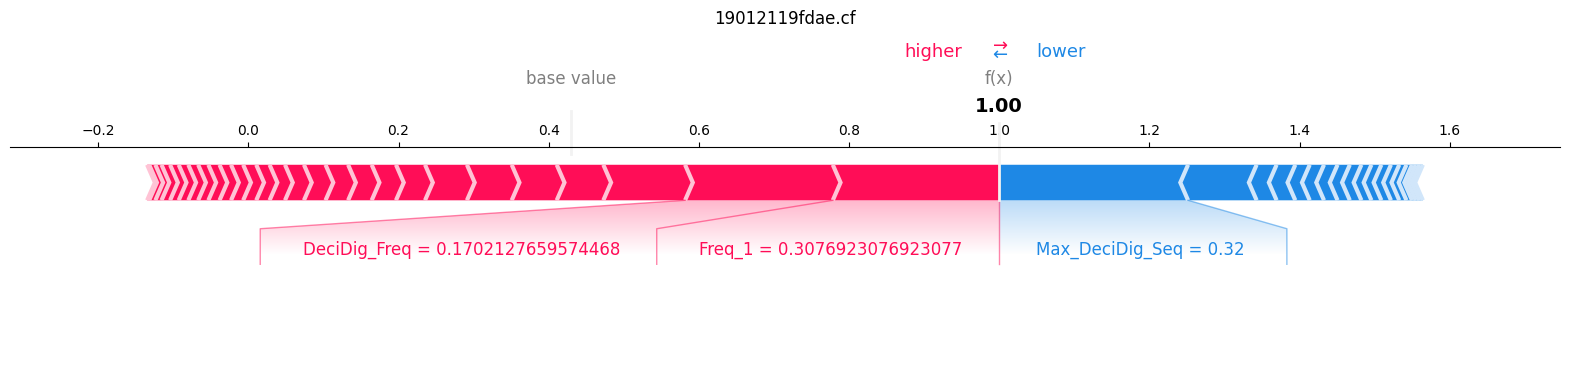 19012119fdae.cf
higher → ← lower
base value f(x)
1.00
−0.2 0.0 0.2 0.4 0.6 0.8 1.0 1.2 1.4 1.6
DeciDig_Freq = 0.1702127659574468 Freq_1 = 0.3076923076923077 Max_DeciDig_Seq = 0.32